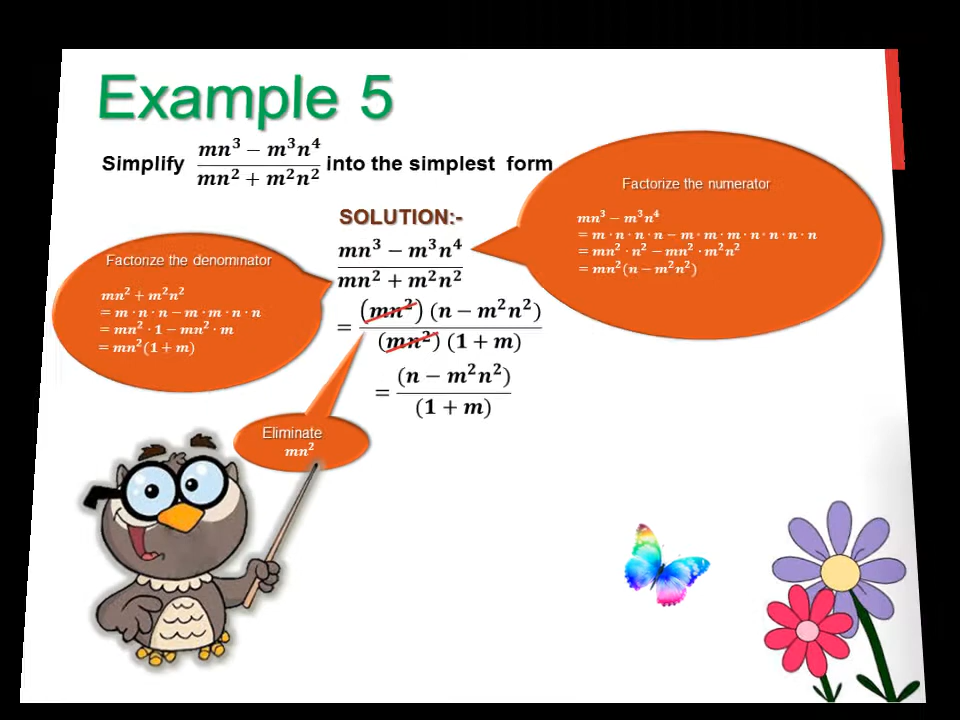 Example 5
Simplify (mn³ − m³n⁴)/(mn² + m²n²) into the simplest form
SOLUTION:-
(mn³ − m³n⁴)/(mn² + m²n²)
= (mn²)(n − m²n²)/(mn²)(1 + m)
= (n − m²n²)/(1 + m)
Factorize the numerator
mn³ − m³n⁴
= m · n · n · n − m · m · m · n · n · n · n
= mn² · n² − mn² · m²n²
= mn²(n − m²n²)
Factorize the denominator
mn² + m²n²
= m · n · n − m · m · n · n
= mn² · 1 − mn² · m
= mn²(1 + m)
Eliminate
mn²